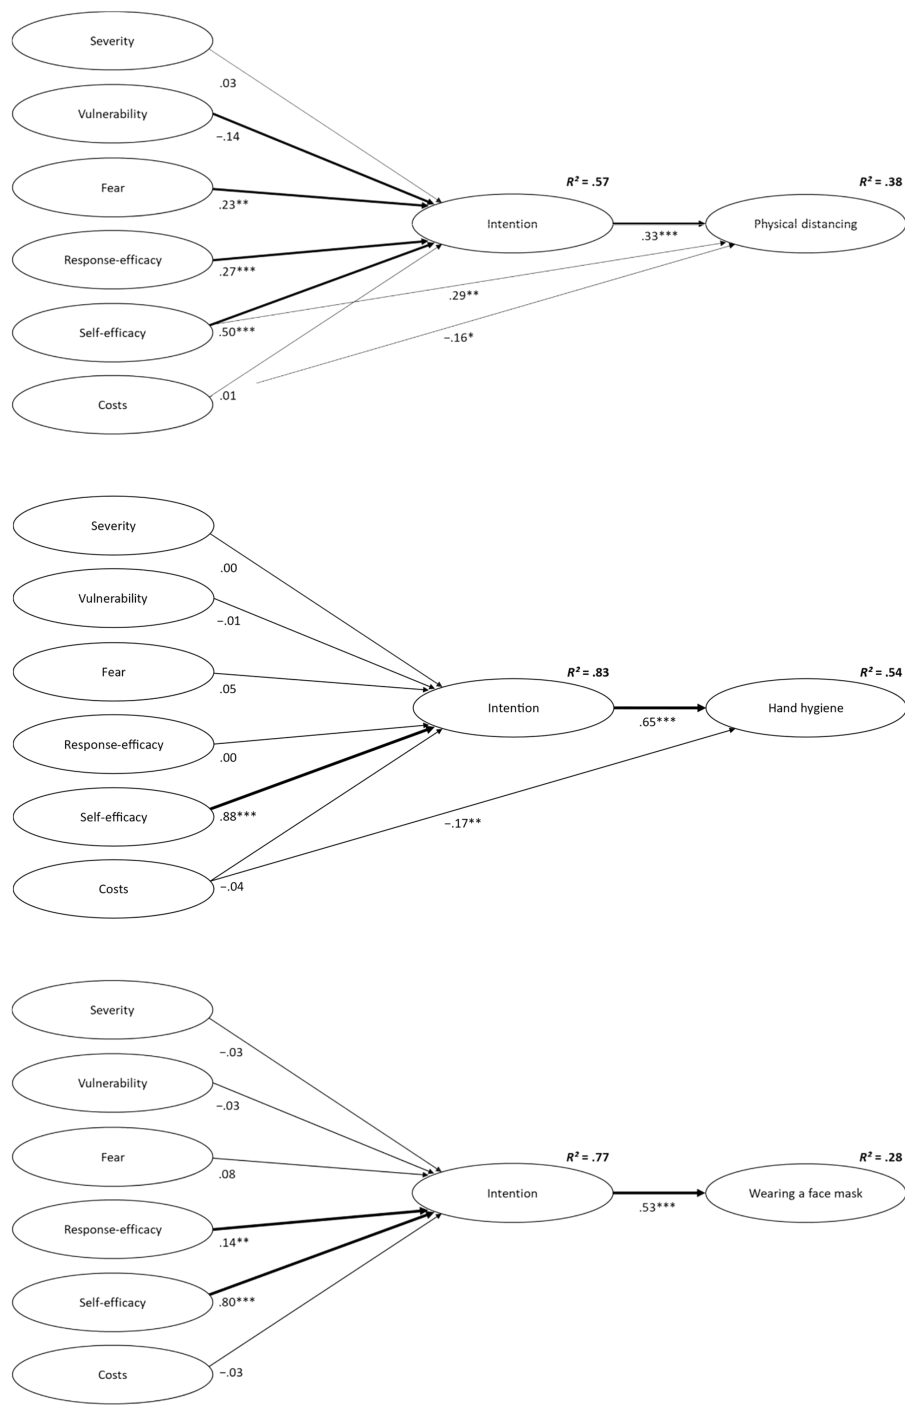 Severity
.03
Vulnerability
−.14
Fear
.23**
R² = .57
R² = .38
Intention
Physical distancing
.33***
Response-efficacy
.27***
.29**
Self-efficacy
.50***
−.16*
Costs
.01
Severity
.00
Vulnerability
−.01
Fear
.05
R² = .83
R² = .54
Intention
Hand hygiene
.65***
Response-efficacy
.00
Self-efficacy
.88***
−.17**
Costs
−.04
Severity
−.03
Vulnerability
−.03
Fear
.08
R² = .77
R² = .28
Intention
Wearing a face mask
.53***
Response-efficacy
.14**
Self-efficacy
.80***
Costs
−.03